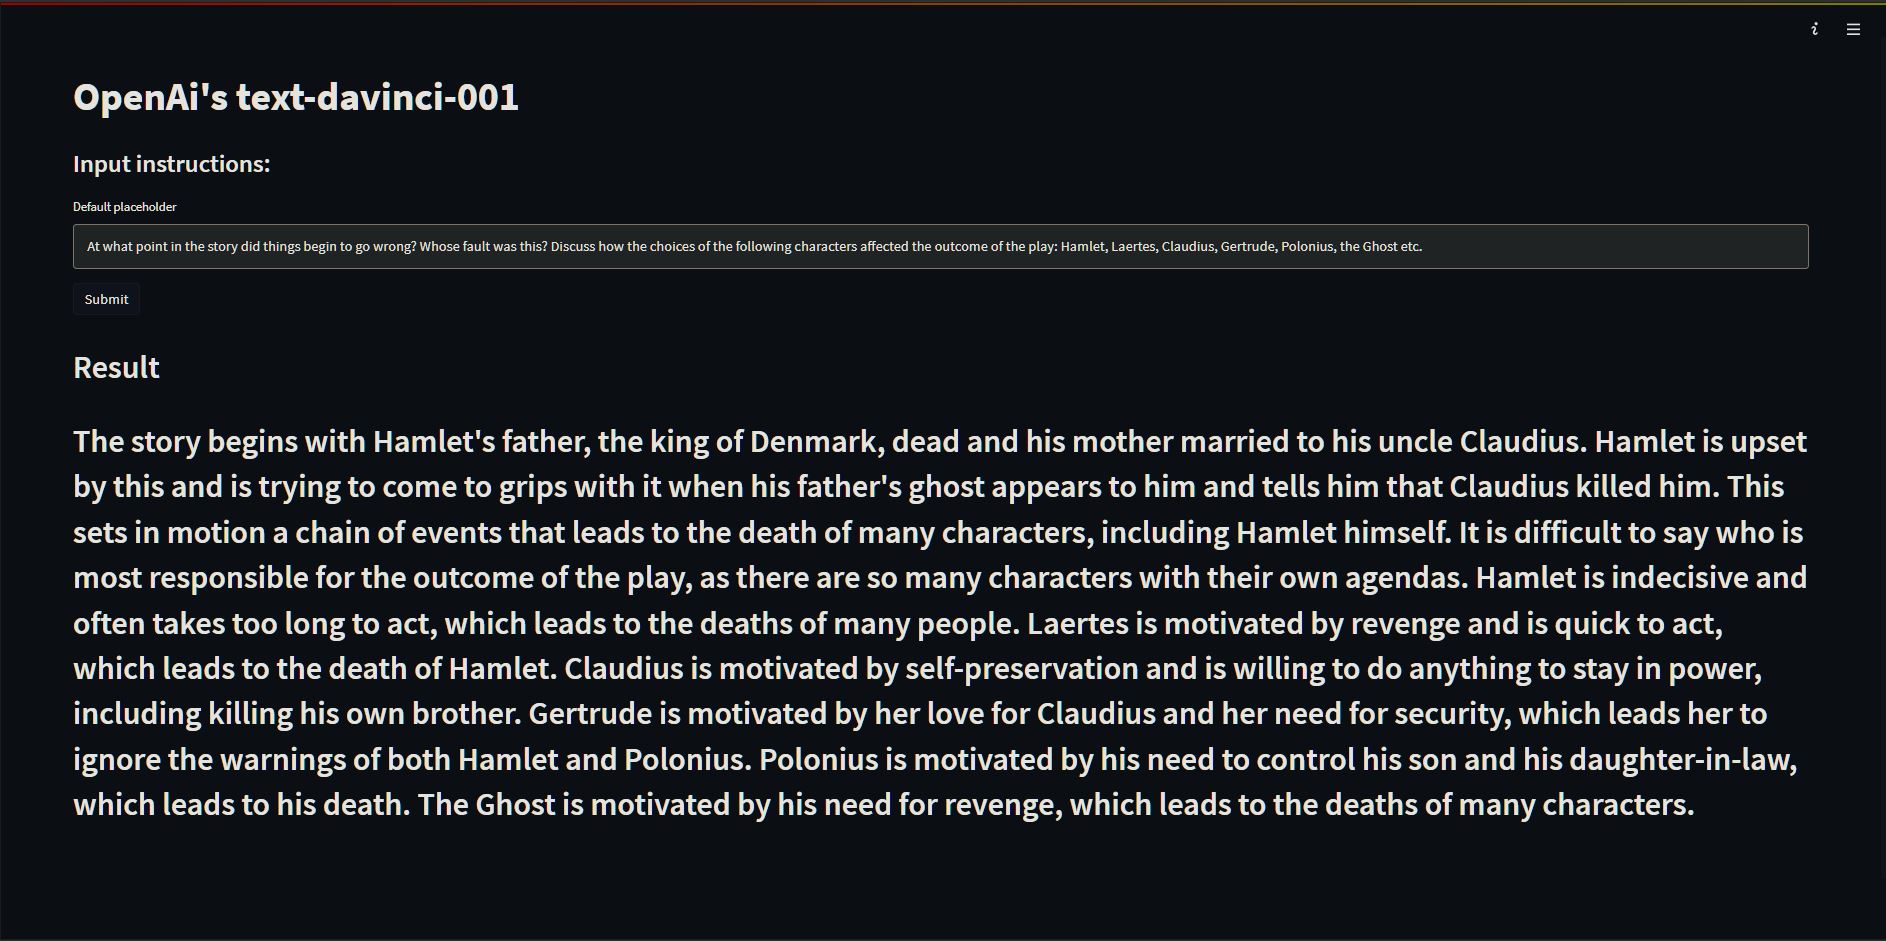 OpenAi's text-davinci-001
Input instructions:
Default placeholder
At what point in the story did things begin to go wrong? Whose fault was this? Discuss how the choices of the following characters affected the outcome of the play: Hamlet, Laertes, Claudius, Gertrude, Polonius, the Ghost etc.
Submit
Result
The story begins with Hamlet's father, the king of Denmark, dead and his mother married to his uncle Claudius. Hamlet is upset
by this and is trying to come to grips with it when his father's ghost appears to him and tells him that Claudius killed him. This
sets in motion a chain of events that leads to the death of many characters, including Hamlet himself. It is difficult to say who is
most responsible for the outcome of the play, as there are so many characters with their own agendas. Hamlet is indecisive and
often takes too long to act, which leads to the deaths of many people. Laertes is motivated by revenge and is quick to act,
which leads to the death of Hamlet. Claudius is motivated by self-preservation and is willing to do anything to stay in power,
including killing his own brother. Gertrude is motivated by her love for Claudius and her need for security, which leads her to
ignore the warnings of both Hamlet and Polonius. Polonius is motivated by his need to control his son and his daughter-in-law,
which leads to his death. The Ghost is motivated by his need for revenge, which leads to the deaths of many characters.